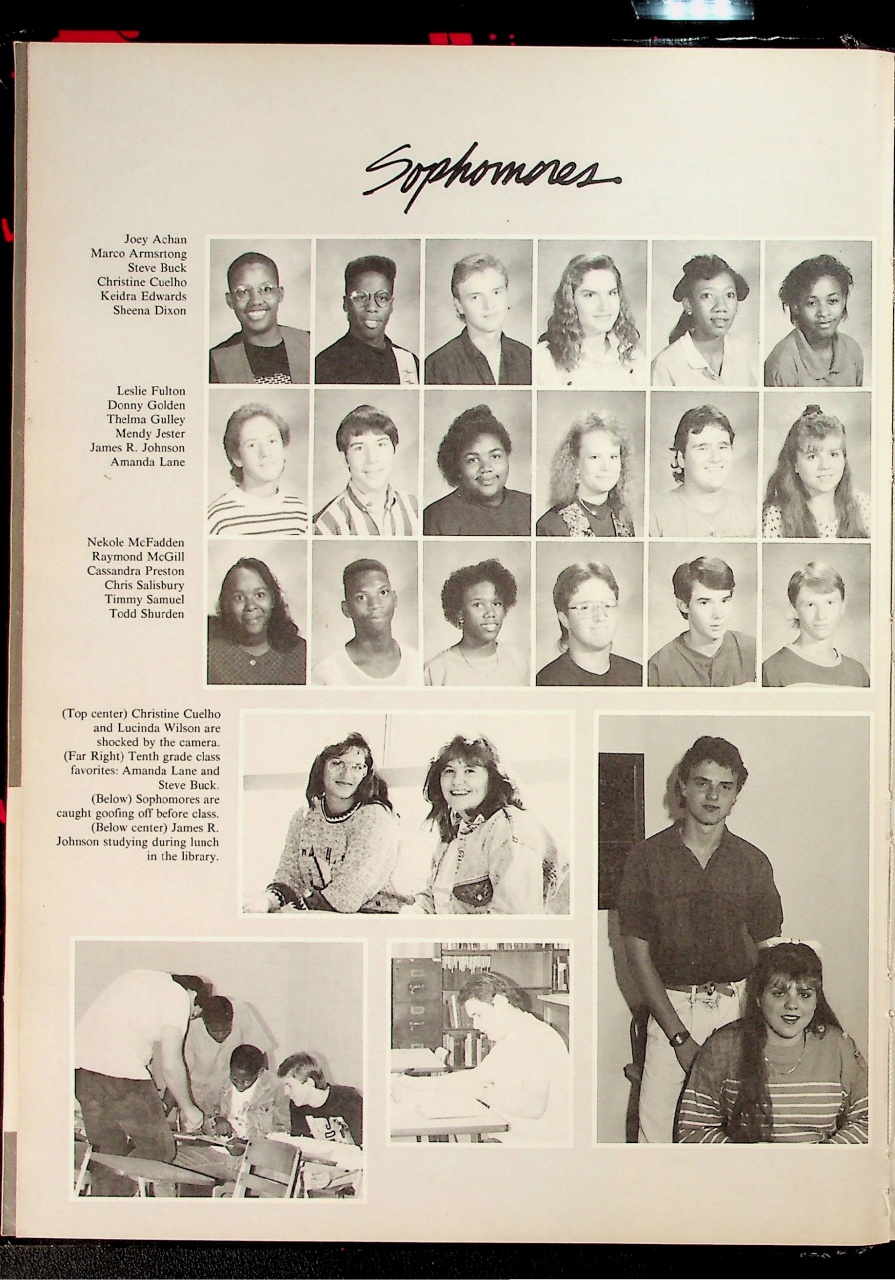 Sophomores
Joey Achan
Marco Armsrtong
Steve Buck
Christine Cuelho
Keidra Edwards
Sheena Dixon
Leslie Fulton
Donny Golden
Thelma Gulley
Mendy Jester
James R. Johnson
Amanda Lane
Nekole McFadden
Raymond McGill
Cassandra Preston
Chris Salisbury
Timmy Samuel
Todd Shurden
(Top center) Christine Cuelho
and Lucinda Wilson are
shocked by the camera.
(Far Right) Tenth grade class
favorites: Amanda Lane and
Steve Buck.
(Below) Sophomores are
caught goofing off before class.
(Below center) James R.
Johnson studying during lunch
in the library.